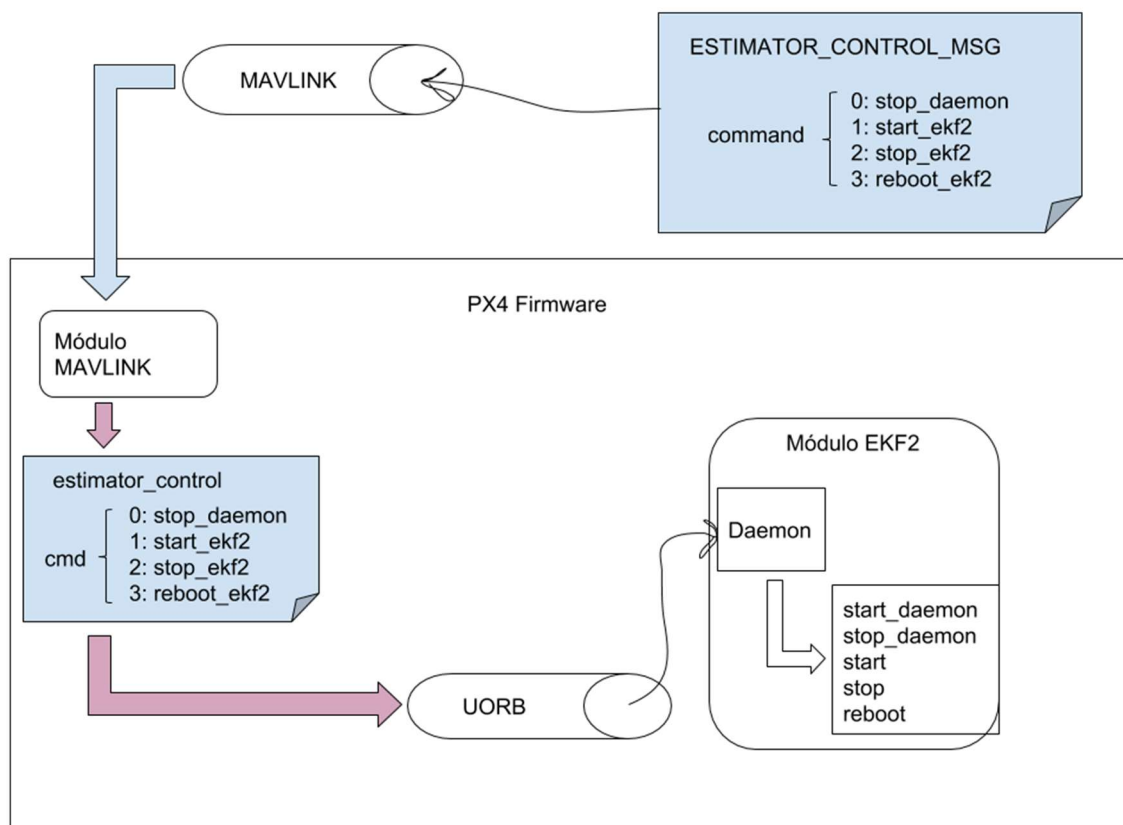 MAVLINK
ESTIMATOR_CONTROL_MSG
command
0: stop_daemon
1: start_ekf2
2: stop_ekf2
3: reboot_ekf2
PX4 Firmware
Módulo
MAVLINK
estimator_control
cmd
0: stop_daemon
1: start_ekf2
2: stop_ekf2
3: reboot_ekf2
UORB
Módulo EKF2
Daemon
start_daemon
stop_daemon
start
stop
reboot